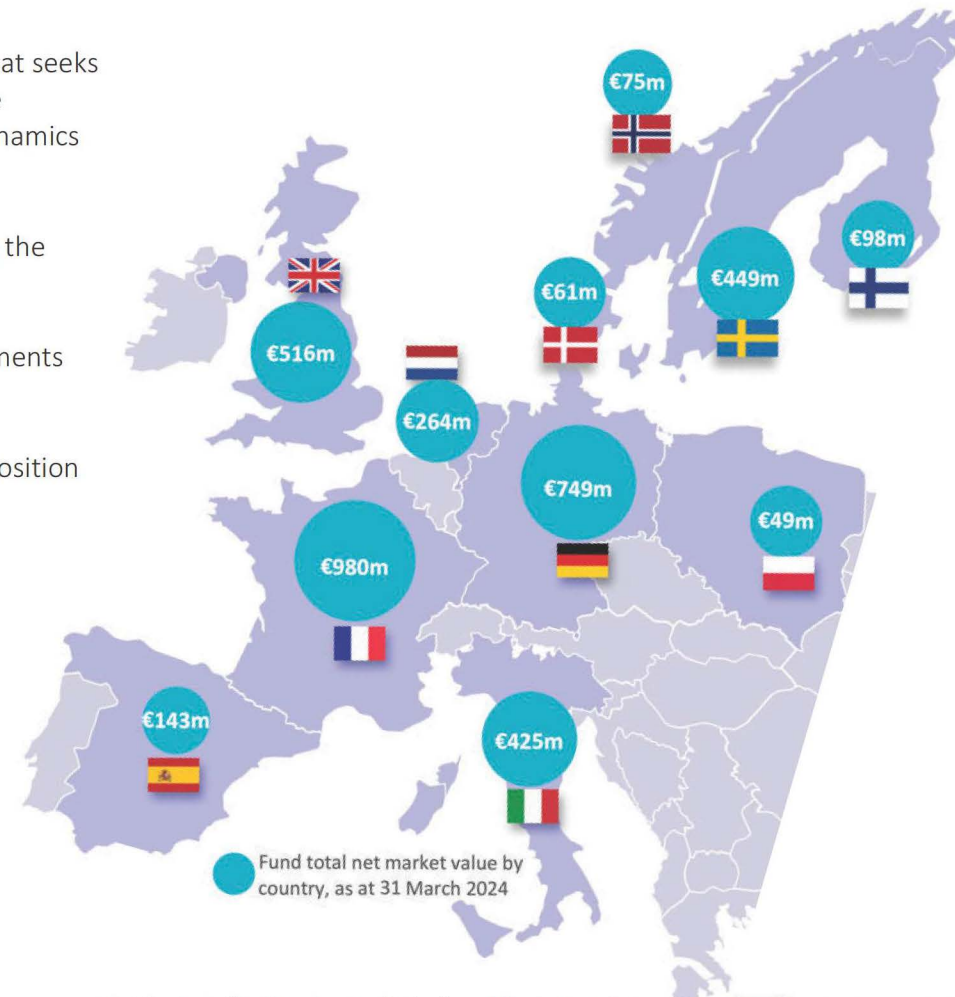 at seeks
namics
the
nents
osition
€75m
€98m
€449m
€61m
€516m
€264m
€749m
€49m
€980m
€143m
€425m
Fund total net market value by
country, as at 31 March 2024